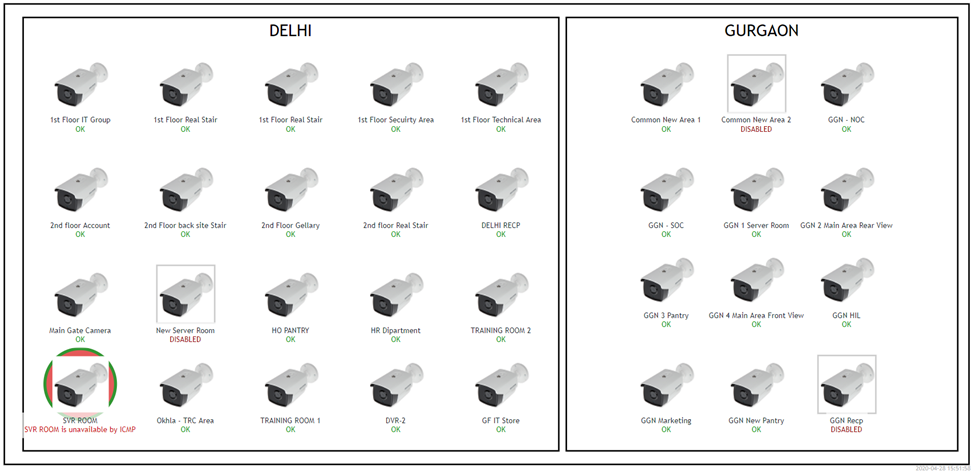 DELHI
1st Floor IT Group
OK
1st Floor Real Stair
OK
1st Floor Real Stair
OK
1st Floor Secuirty Area
OK
1st Floor Technical Area
OK
2nd floor Account
OK
2nd Floor back site Stair
OK
2nd Floor Gellary
OK
2nd floor Real Stair
OK
DELHI RECP
OK
Main Gate Camera
OK
New Server Room
DISABLED
HO PANTRY
OK
HR Dipartment
OK
TRAINING ROOM 2
OK
SVR ROOM
SVR ROOM is unavailable by ICMP
Okhla - TRC Area
OK
TRAINING ROOM 1
OK
DVR-2
OK
GF IT Store
OK
GURGAON
Common New Area 1
OK
Common New Area 2
DISABLED
GGN - NOC
OK
GGN - SOC
OK
GGN 1 Server Room
OK
GGN 2 Main Area Rear View
OK
GGN 3 Pantry
OK
GGN 4 Main Area Front View
OK
GGN HIL
OK
GGN Marketing
OK
GGN New Pantry
OK
GGN Recp
DISABLED
2020-04-28 15:51:58